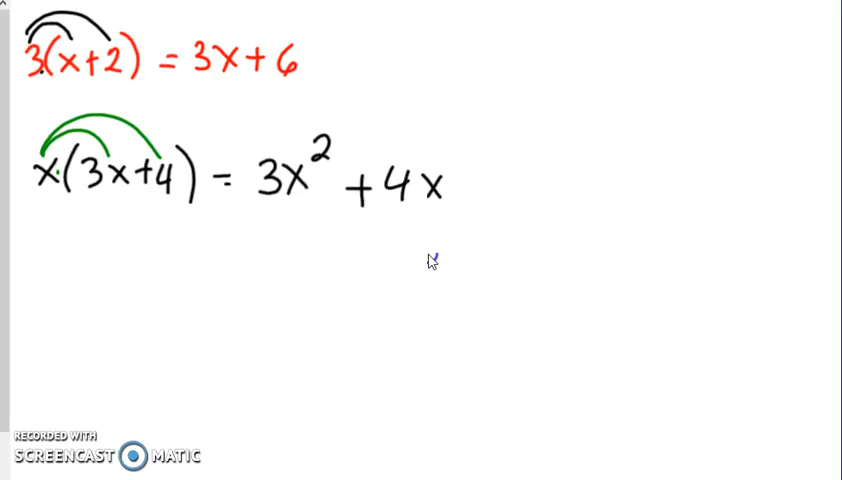 3(x+2) = 3x+6
x(3x+4) = 3x² + 4x
RECORDED WITH
SCREENCAST MATIC